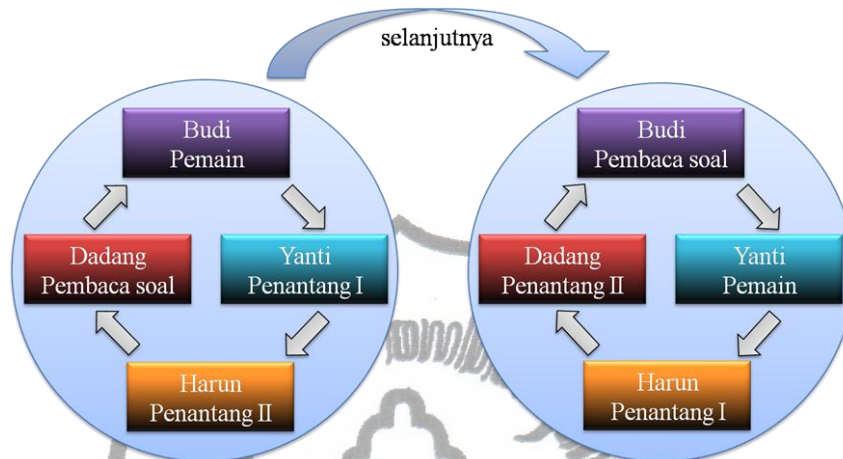 selanjutnya
Budi
Pemain
Dadang
Pembaca soal
Yanti
Penantang I
Harun
Penantang II
Budi
Pembaca soal
Dadang
Penantang II
Yanti
Pemain
Harun
Penantang I